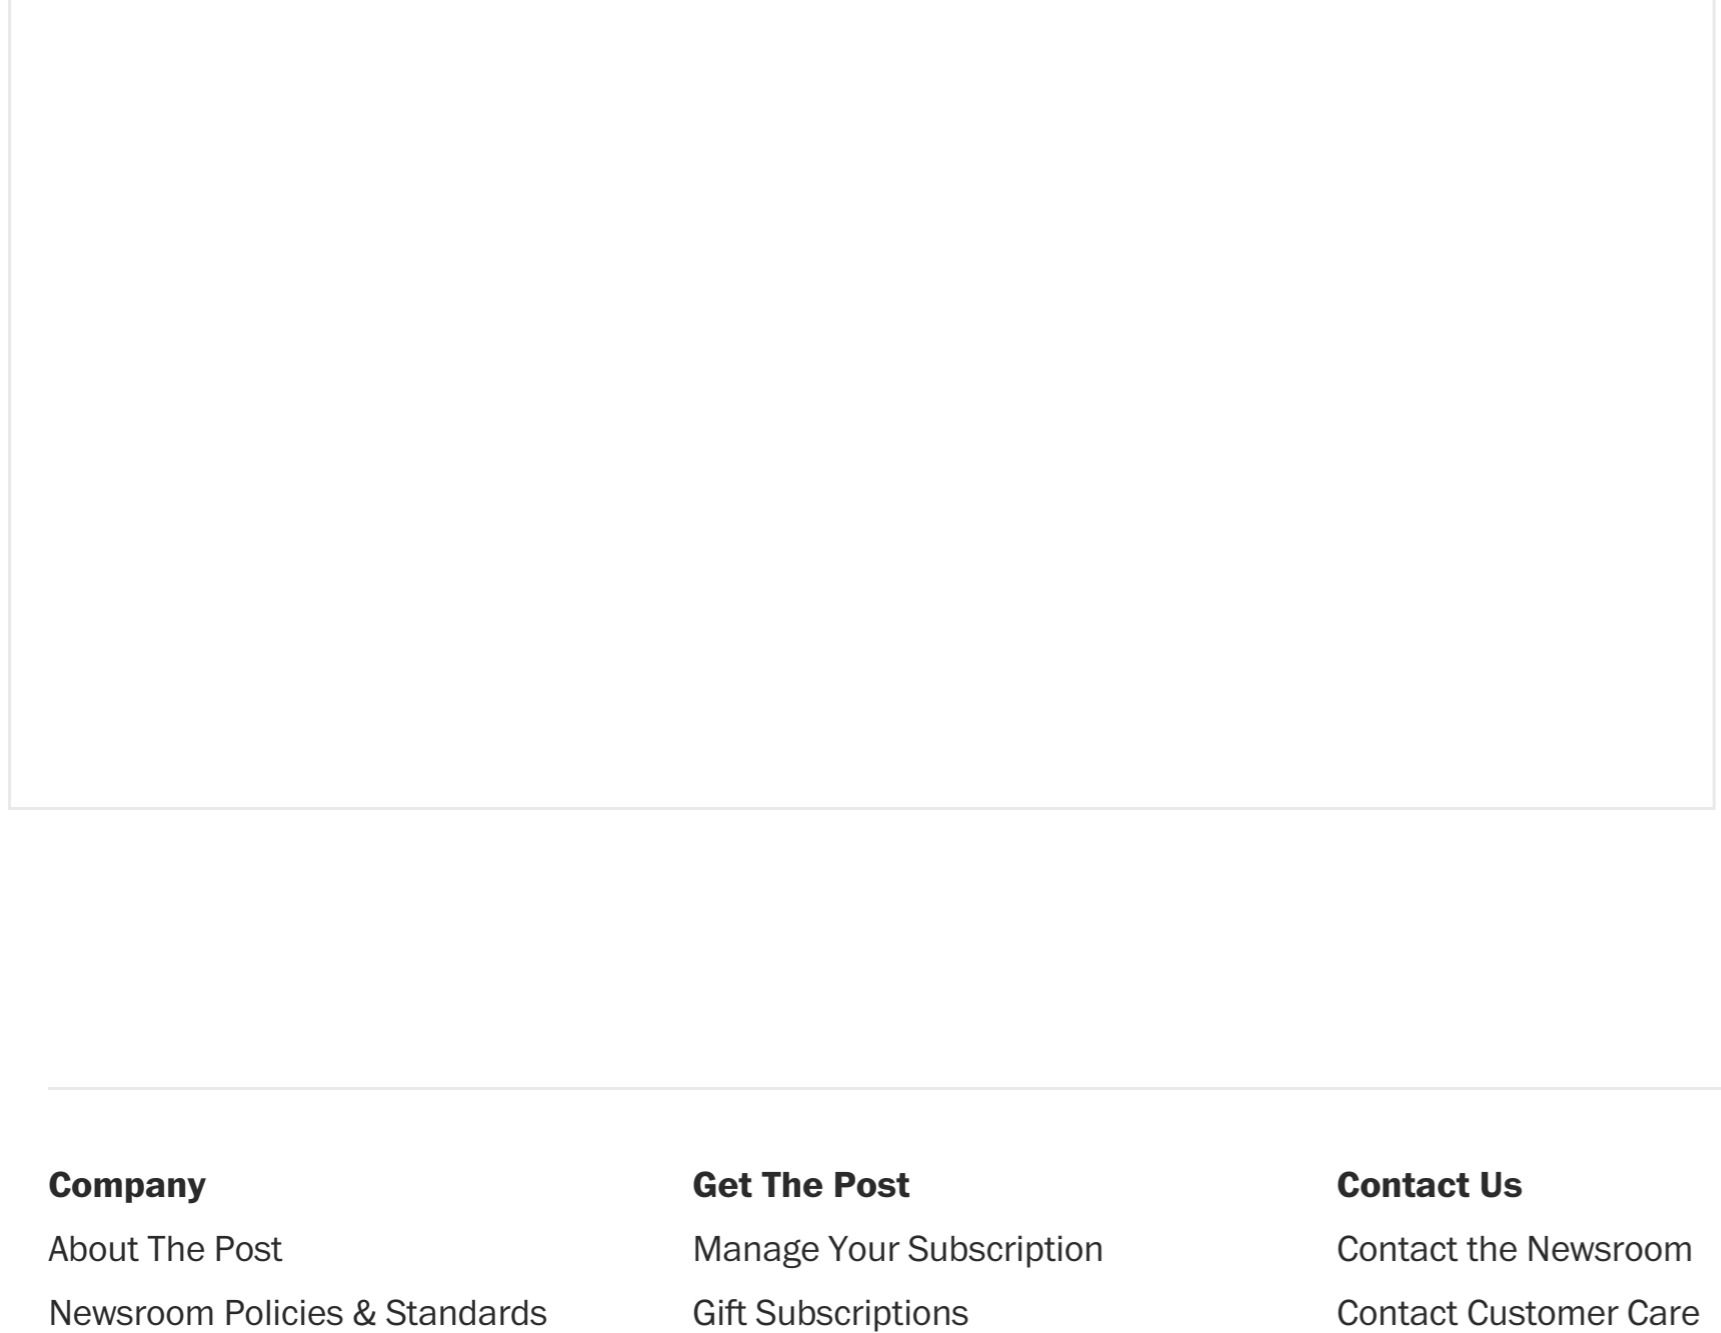 Company
About The Post
Newsroom Policies & Standards
Get The Post
Manage Your Subscription
Gift Subscriptions
Contact Us
Contact the Newsroom
Contact Customer Care